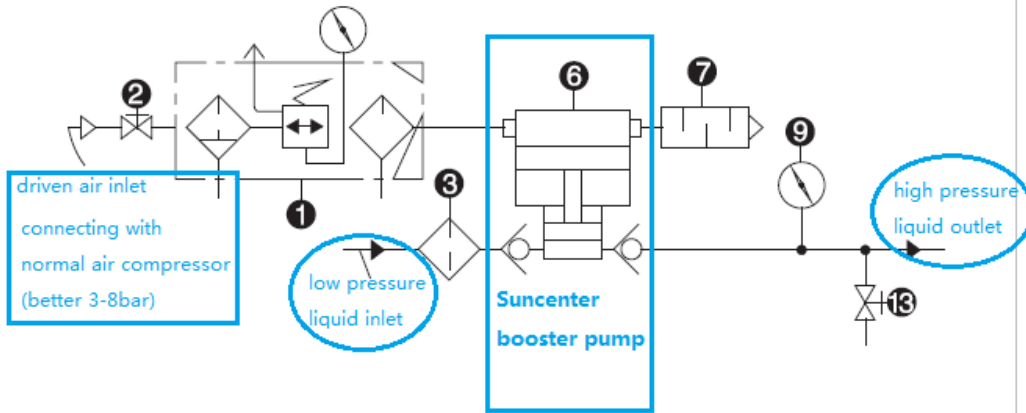 2
6
7
9
driven air inlet
connecting with
normal air compressor
(better 3-8bar)
1
3
low pressure
liquid inlet
Suncenter
booster pump
high pressure
liquid outlet
13